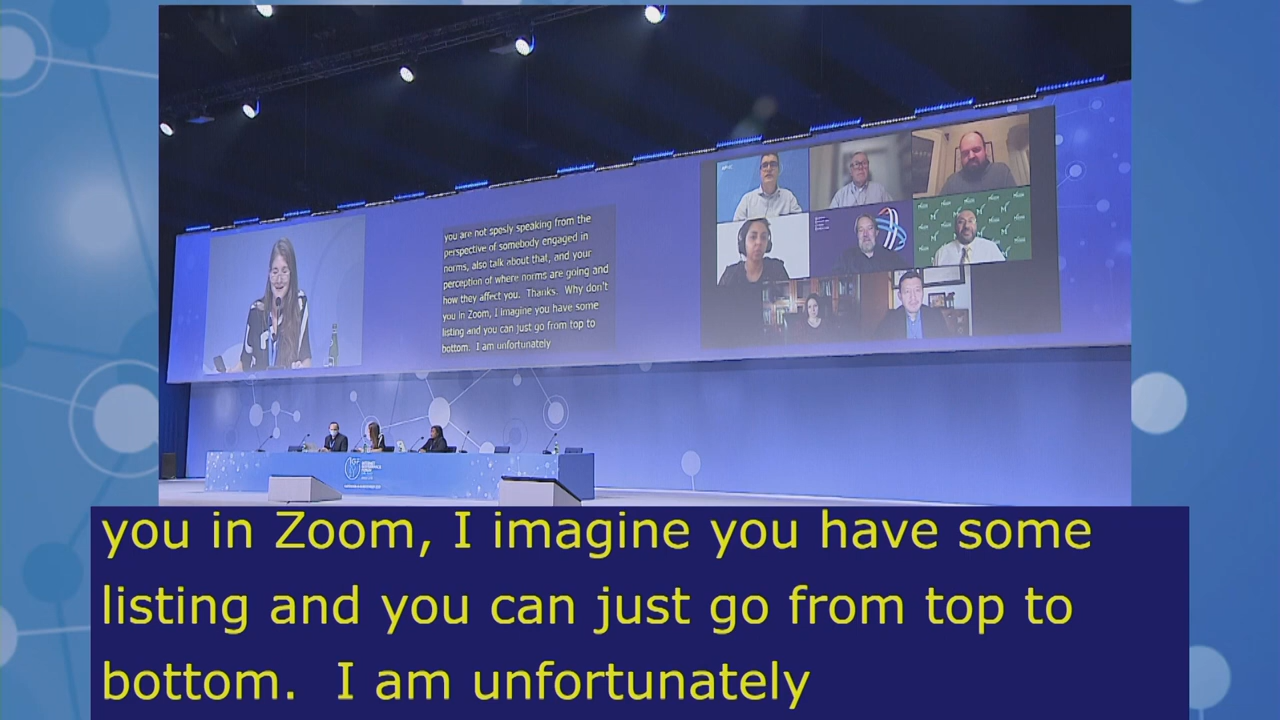 you are not spesly speaking from the
perspective of somebody engaged in
norms, also talk about that, and your
perception of where norms are going and
how they affect you.  Thanks.  Why don't
you in Zoom, I imagine you have some
listing and you can just go from top to
bottom.  I am unfortunately
you in Zoom, I imagine you have some
listing and you can just go from top to
bottom.  I am unfortunately